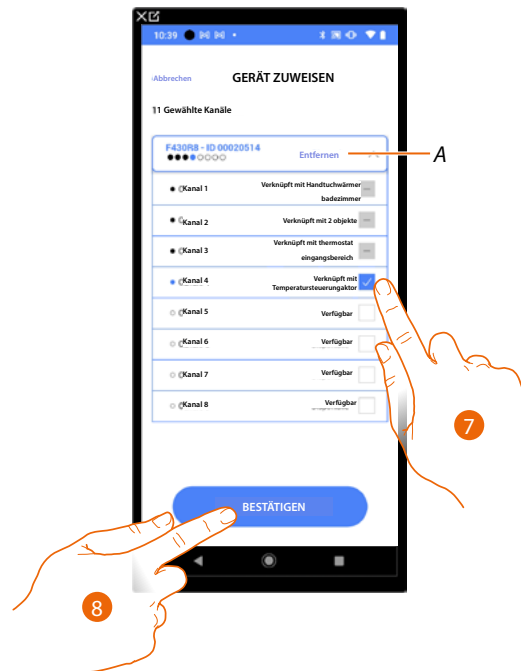 10:39
‹Abbrechen GERÄT ZUWEISEN
1 Gewählte Kanäle
F430R8 - ID 00020514
Entfernen
A
Kanal 1 Verknüpft mit Handtuchwärmer badezimmer
Kanal 2 Verknüpft mit 2 objekte
Kanal 3 Verknüpft mit thermostat eingangsbereich
Kanal 4 Verknüpft mit Temperatursteuerungaktor
Kanal 5 Verfügbar
Kanal 6 Verfügbar
Kanal 7 Verfügbar
Kanal 8 Verfügbar
7
BESTÄTIGEN
8